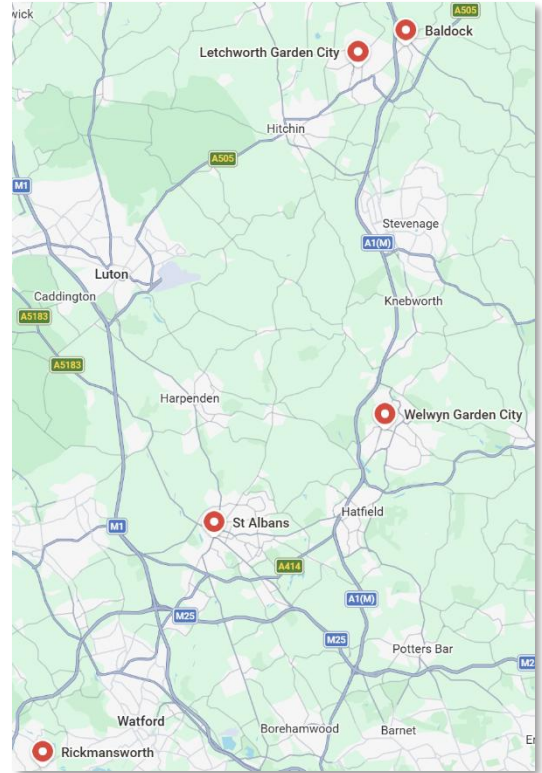 wick
A505
Baldock
Letchworth Garden City
Hitchin
A505
M1
Stevenage
A1(M)
Luton
Caddington
Knebworth
A5183
A5183
Harpenden
Welwyn Garden City
St Albans
Hatfield
M1
A414
A1(M)
M25
M25
Potters Bar
M2
Watford
Borehamwood
Barnet
Er
Rickmansworth